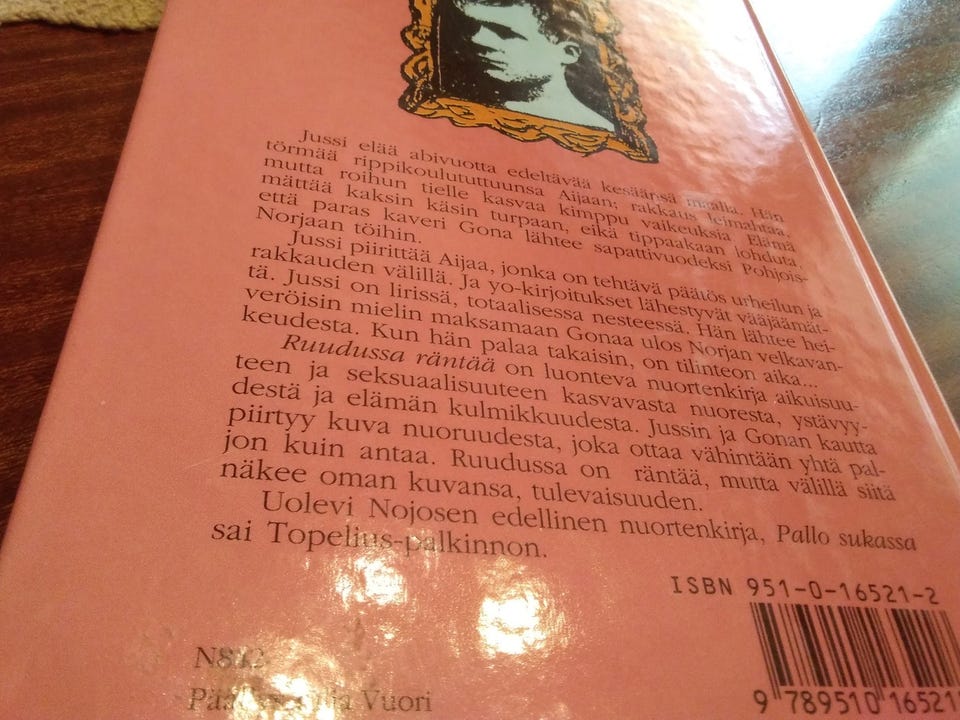 Jussi elää abivuotta edeltävää kesäänsä maalla. Hän
törmää rippikoulututtuunsa Aijaan; rakkaus leimahtaa,
mutta roihun tielle kasvaa kimppu vaikeuksia. Elämä
mättää kaksin käsin turpaan, eikä tippaakaan lohduta,
että paras kaveri Gona lähtee sapattivuodeksi Pohjois-
Norjaan töihin.
Jussi piirittää Aijaa, jonka on tehtävä päätös urheilun ja
rakkauden välillä. Ja yo-kirjoitukset lähestyvät vääjäämät-
tä. Jussi on lirissä, totaalisessa nesteessä. Hän lähtee hei-
veröisin mielin maksamaan Gonaa ulos Norjan velkavan-
keudesta. Kun hän palaa takaisin, on tilinteon aika...
Ruudussa räntää on luonteva nuortenkirja aikuisuu-
teen ja seksuaalisuuteen kasvavasta nuoresta, ystävyy-
destä ja elämän kulmikkuudesta. Jussin ja Gonan kautta
piirtyy kuva nuoruudesta, joka ottaa vähintään yhtä pal-
jon kuin antaa. Ruudussa on räntää, mutta välillä siitä
näkee oman kuvansa, tulevaisuuden.
Uolevi Nojosen edellinen nuortenkirja, Pallo sukassa
sai Topelius-palkinnon.
ISBN 951-0-16521-2
Vuori
9 789510 16521